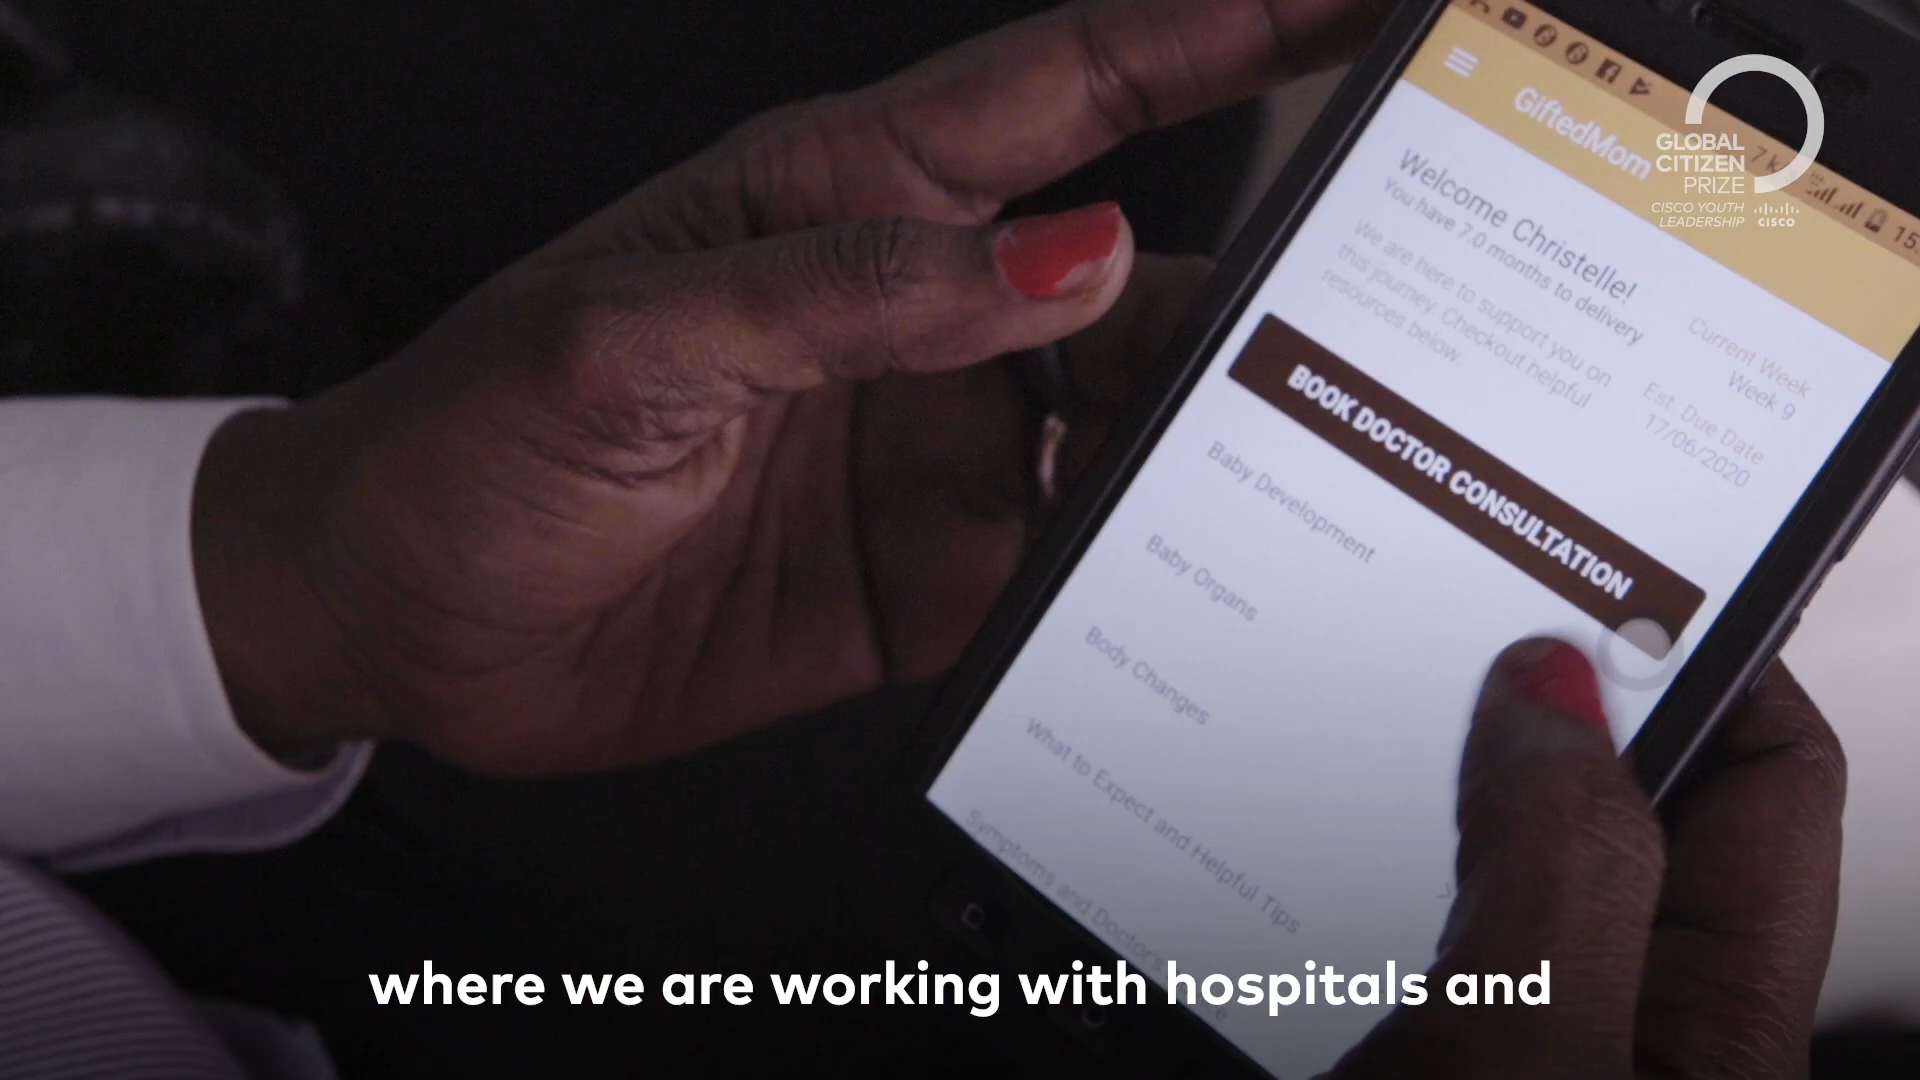 GiftedMom
GLOBAL
CITIZEN
PRIZE
CISCO YOUTH
LEADERSHIP
CISCO
Welcome Christelle!
You have 7.0 months to delivery
We are here to support you on
this journey. Checkout helpful
resources below.
Current Week
Week 9
Est. Due Date
17/06/2020
BOOK DOCTOR CONSULTATION
Baby Development
Baby Organs
Body Changes
What to Expect and Helpful Tips
Symptoms and Doctor's
where we are working with hospitals and